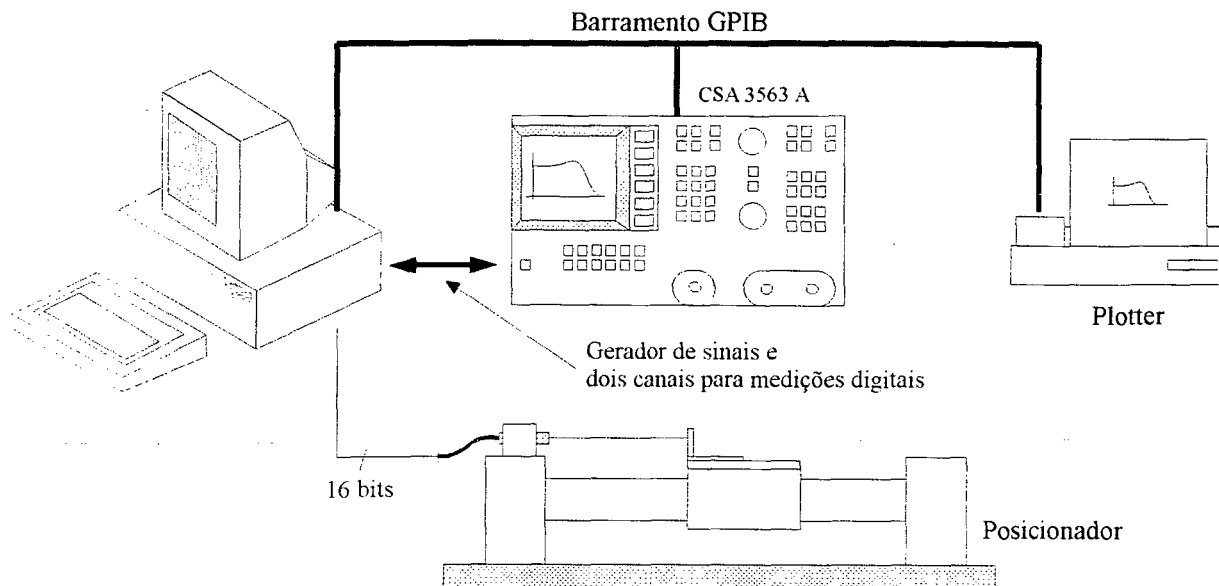 Barramento GPIB
CSA 3563 A
Plotter
Gerador de sinais e
dois canais para medições digitais
16 bits
Posicionador